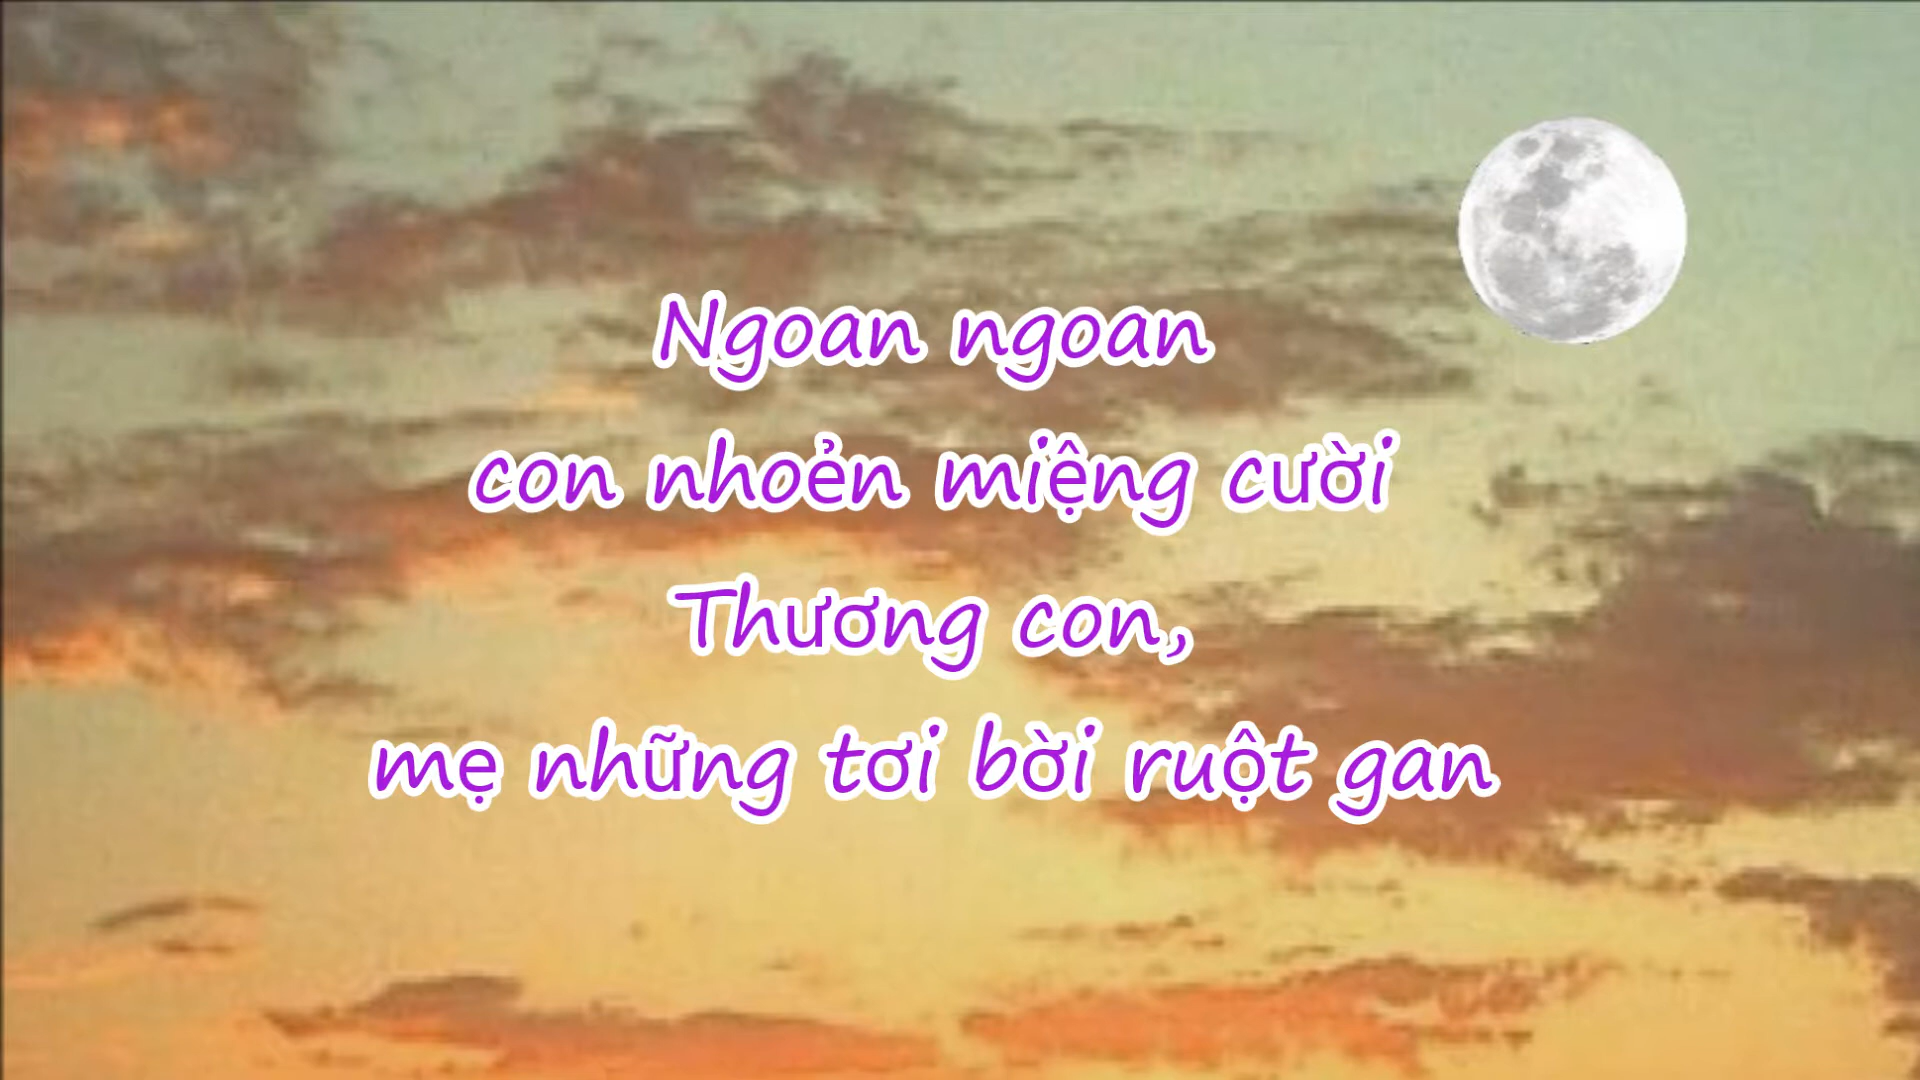 Ngoan ngoan
con nhoẻn miệng cười
Thương con,
mẹ những tơi bời ruột gan